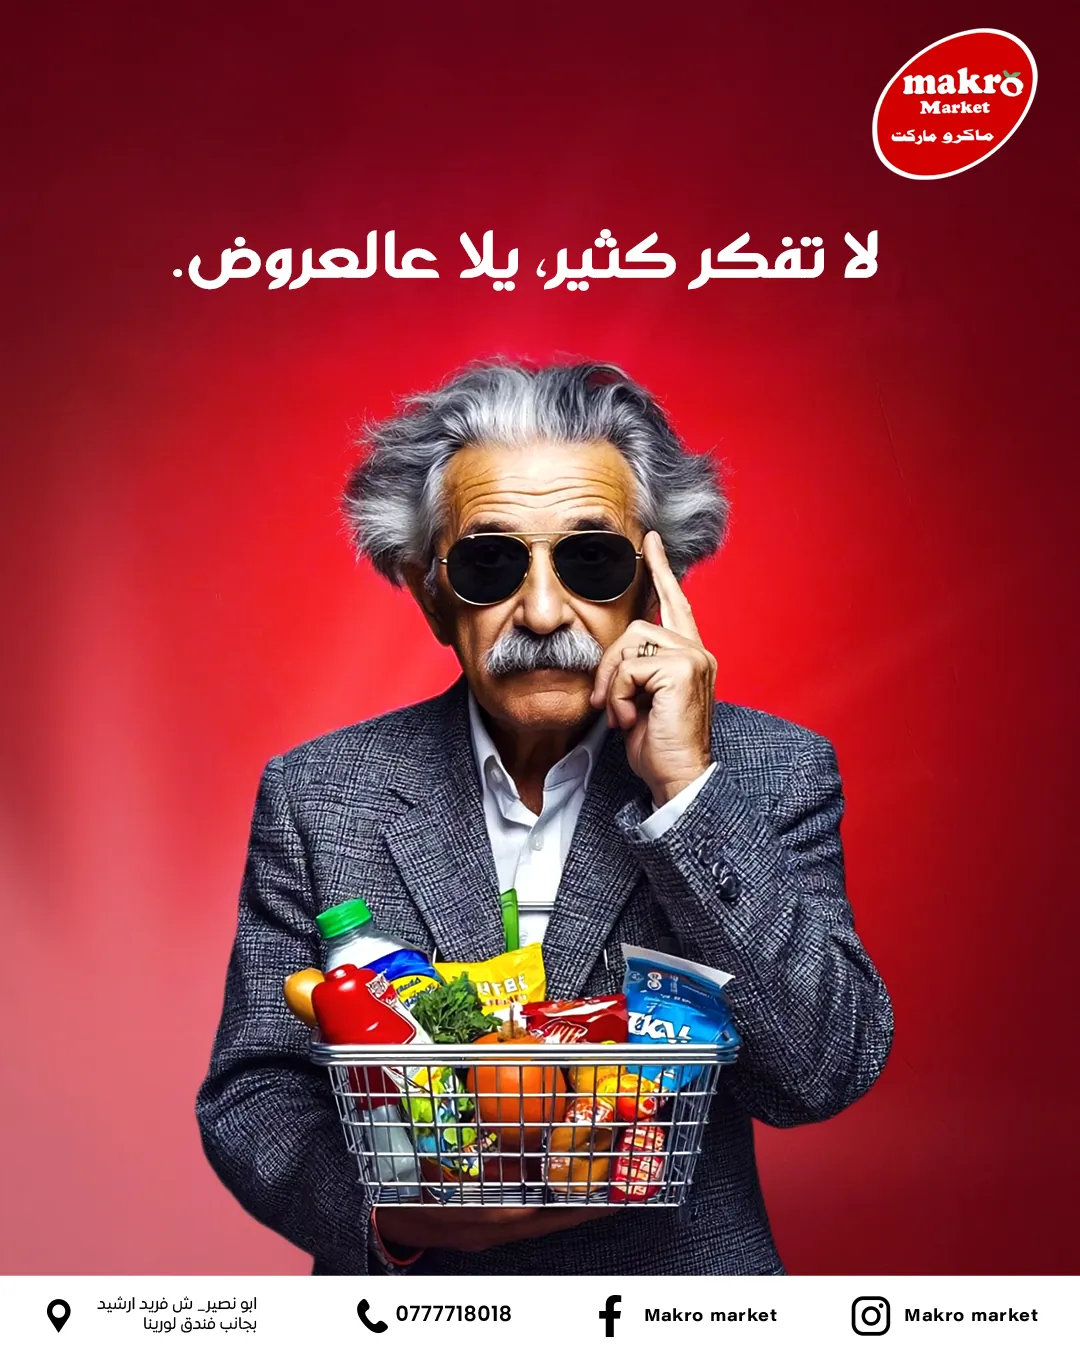 makro
Market
ماكرو ماركت
لا تفكر كثير، يلا عالعروض.
ابو نصير_ ش فريد ارشيد
بجانب فندق لورينا
0777718018
Makro market
Makro market